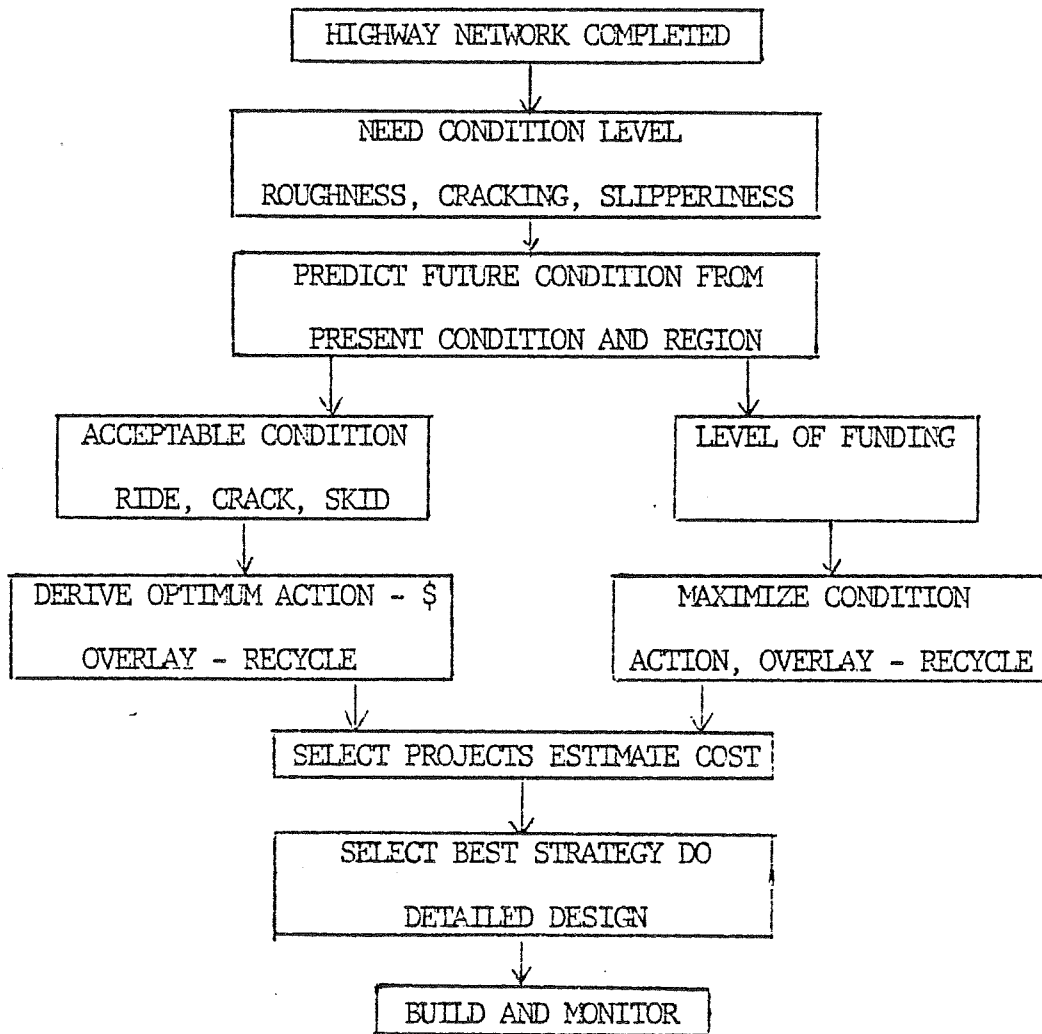 HIGHWAY NETWORK COMPLETED
NEED CONDITION LEVEL
ROUGHNESS, CRACKING, SLIPPERINESS
PREDICT FUTURE CONDITION FROM
PRESENT CONDITION AND REGION
ACCEPTABLE CONDITION
RIDE, CRACK, SKID
LEVEL OF FUNDING
DERIVE OPTIMUM ACTION - $
OVERLAY - RECYCLE
MAXIMIZE CONDITION
ACTION, OVERLAY - RECYCLE
SELECT PROJECTS ESTIMATE COST
SELECT BEST STRATEGY DO
DETAILED DESIGN
BUILD AND MONITOR